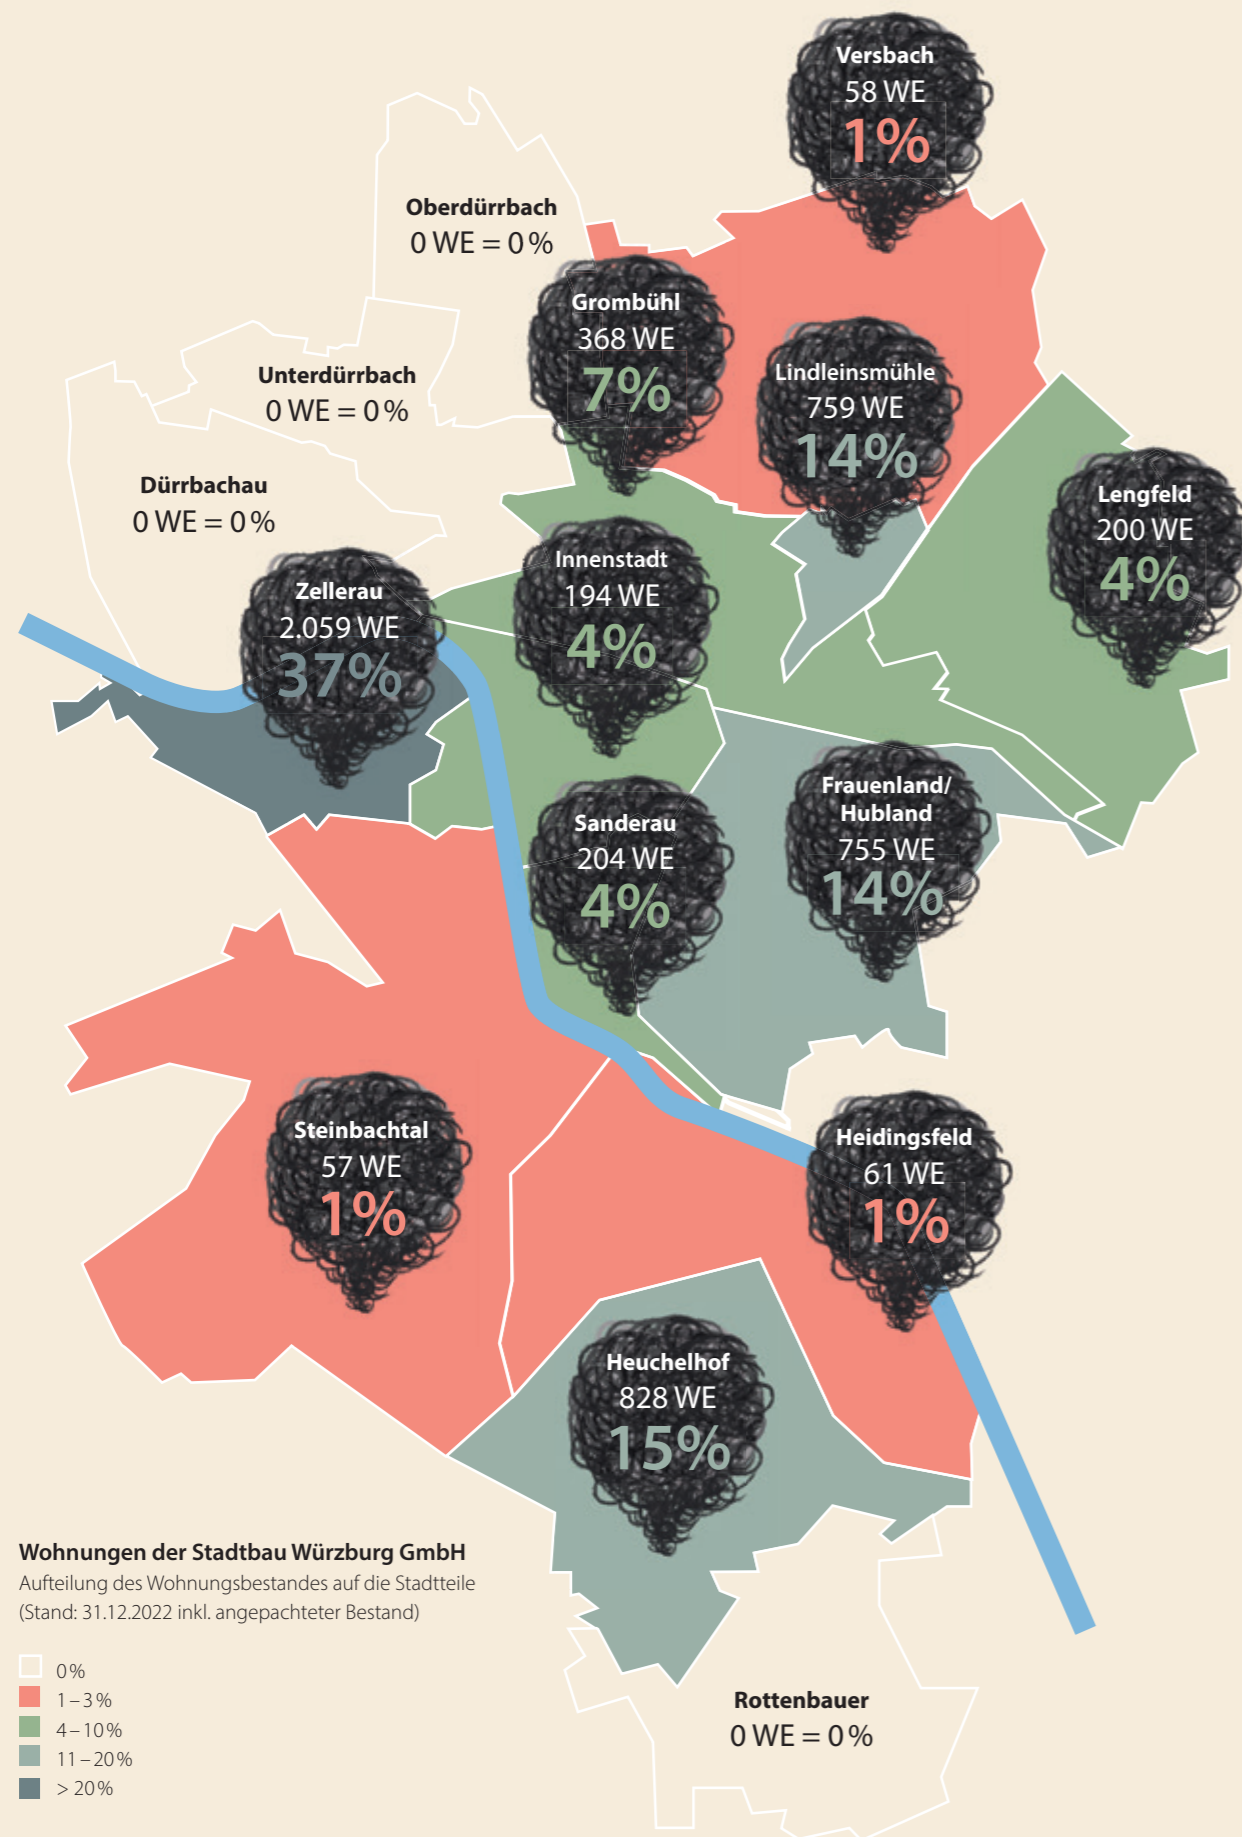 Versbach
58 WE
1%
Oberdürrbach
0 WE = 0 %
Grombühl
368 WE
7%
Unterdürrbach
0 WE = 0 %
Lindleinsmühle
759 WE
14%
Dürrbachau
0 WE = 0 %
Lengfeld
200 WE
4%
Innenstadt
194 WE
4%
Zellerau
2.059 WE
37%
Frauenland/
Hubland
755 WE
14%
Sanderau
204 WE
4%
Steinbachtal
57 WE
1%
Heidingsfeld
61 WE
1%
Heuchelhof
828 WE
15%
Wohnungen der Stadtbau Würzburg GmbH
Aufteilung des Wohnungsbestandes auf die Stadtteile
(Stand: 31.12.2022 inkl. angepachteter Bestand)
0 %
1 – 3 %
4 – 10 %
11 – 20 %
> 20 %
Rottenbauer
0 WE = 0 %